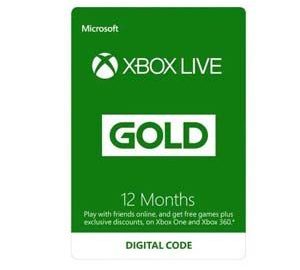 Microsoft
XBOX LIVE
GOLD
12 Months
Play with friends online, and get free games plus
exclusive discounts, on Xbox One and Xbox 360.*
DIGITAL CODE